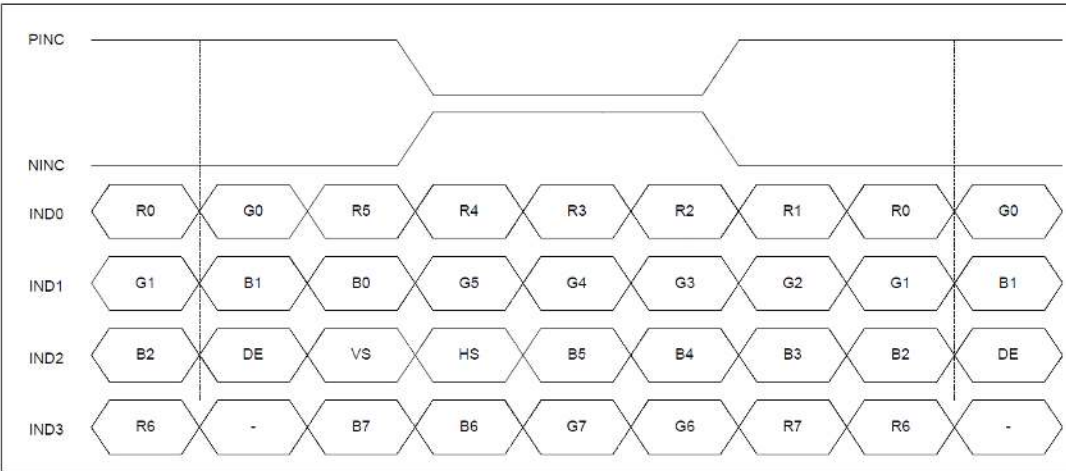 PINC
NINC
IND0 R0 G0 R5 R4 R3 R2 R1 R0 G0
IND1 G1 B1 B0 G5 G4 G3 G2 G1 B1
IND2 B2 DE VS HS B5 B4 B3 B2 DE
IND3 R6 - B7 B6 G7 G6 R7 R6 -